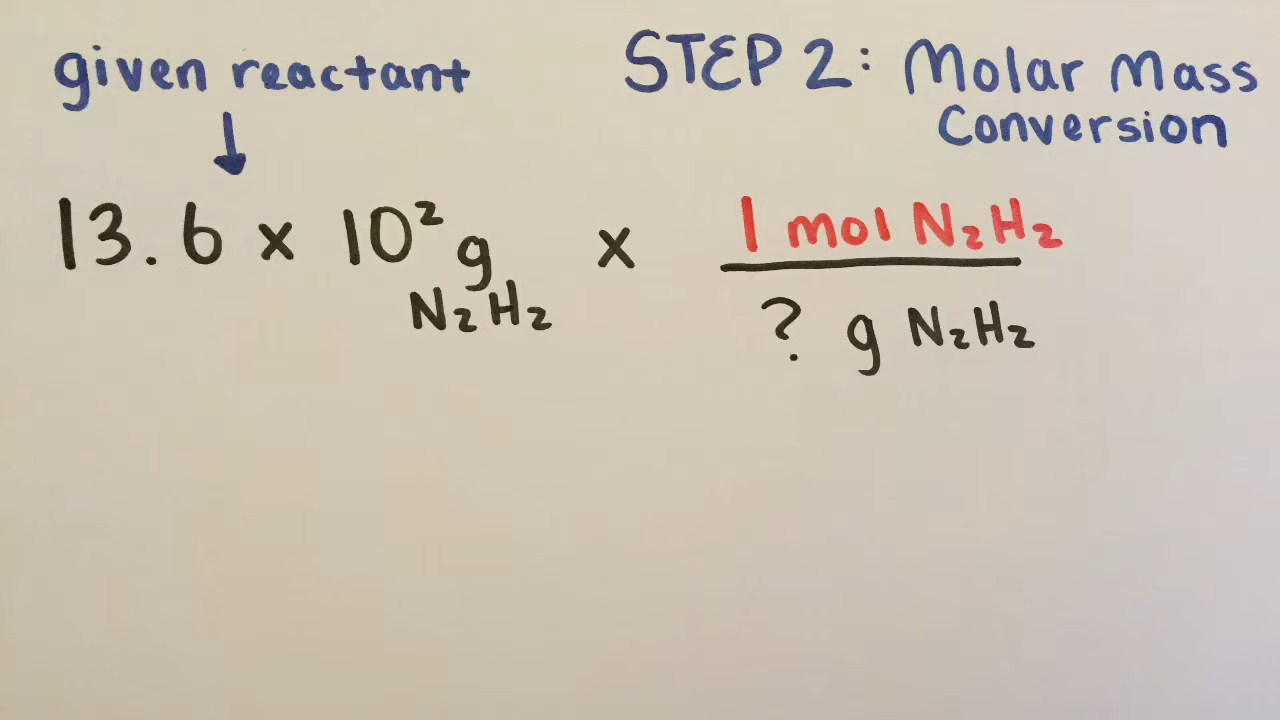 given reactant
STEP 2: Molar Mass
Conversion
↓
13.6 x 10² g x 1 mol N₂H₂
N₂H₂ ? g N₂H₂